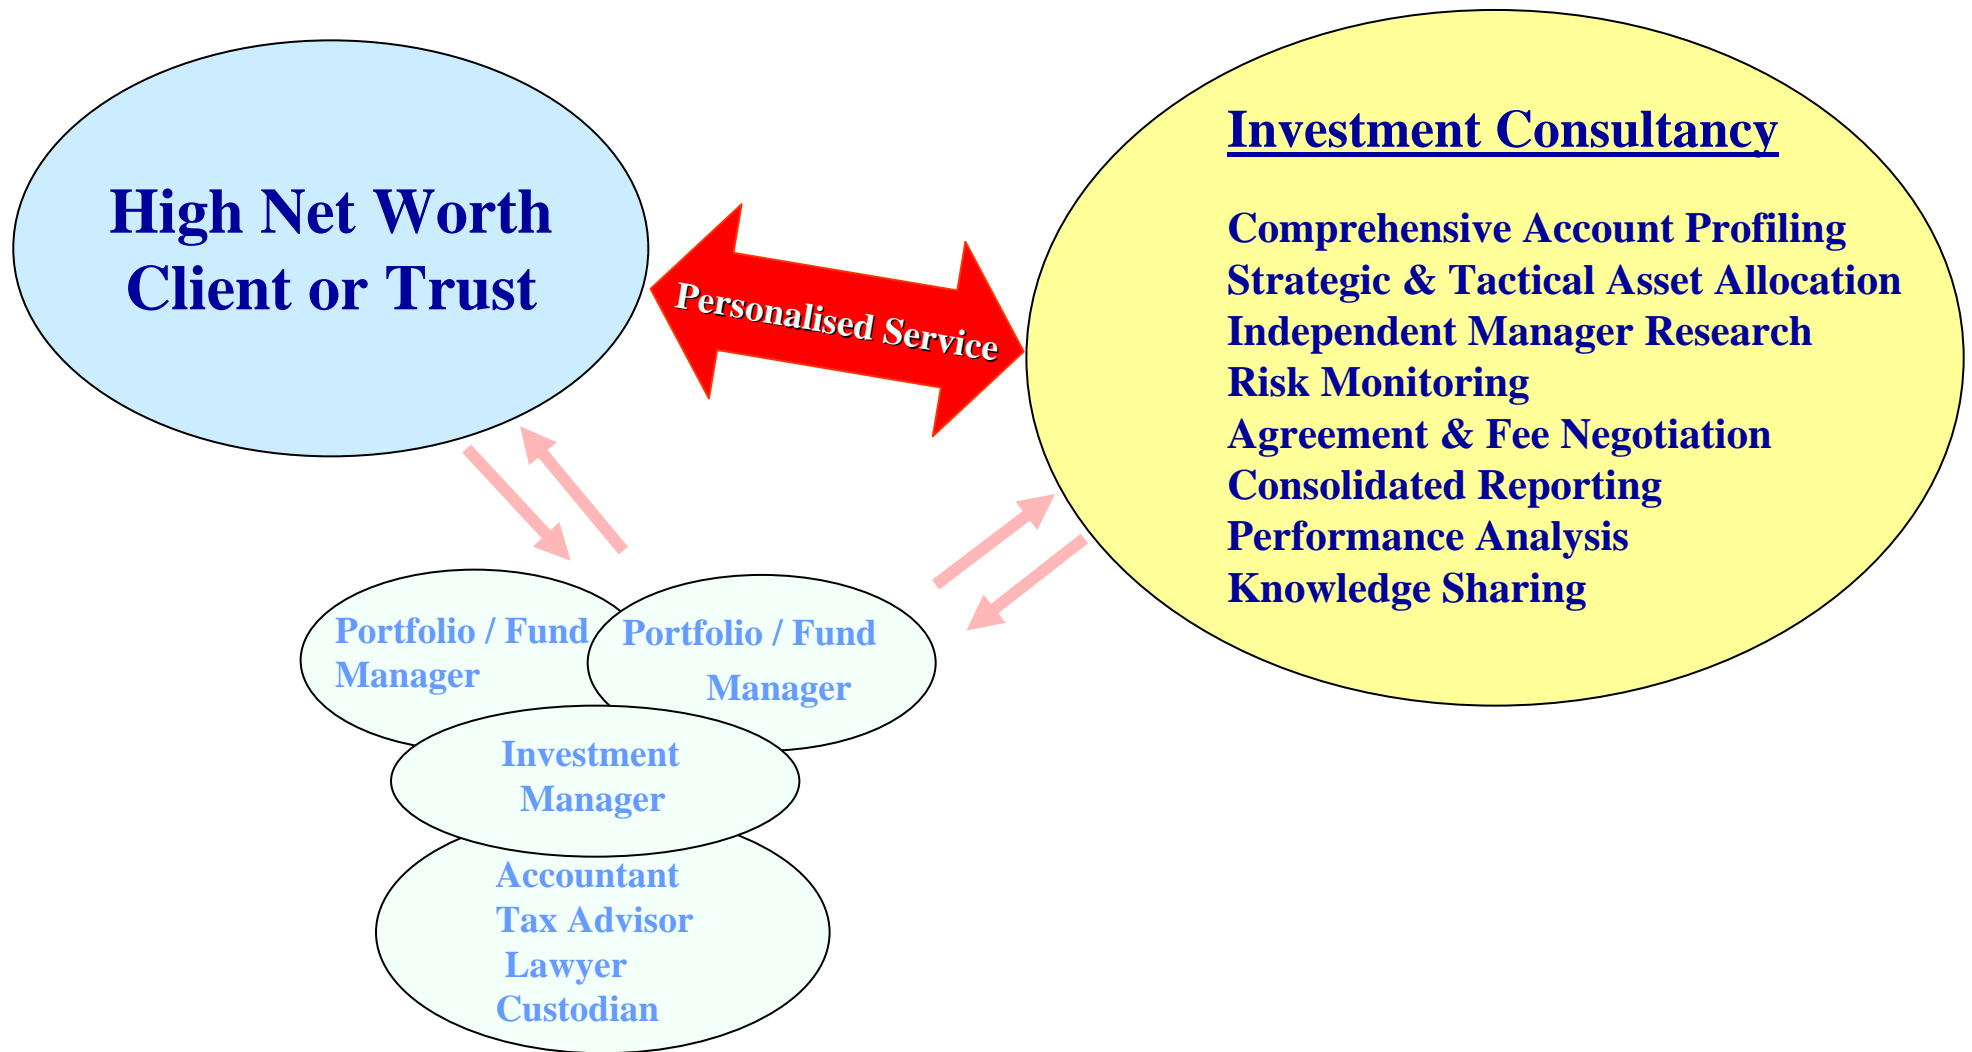 High Net Worth
Client or Trust
Personalised Service
Investment Consultancy
Comprehensive Account Profiling
Strategic & Tactical Asset Allocation
Independent Manager Research
Risk Monitoring
Agreement & Fee Negotiation
Consolidated Reporting
Performance Analysis
Knowledge Sharing
Portfolio / Fund
Manager
Portfolio / Fund
Manager
Investment
Manager
Accountant
Tax Advisor
Lawyer
Custodian